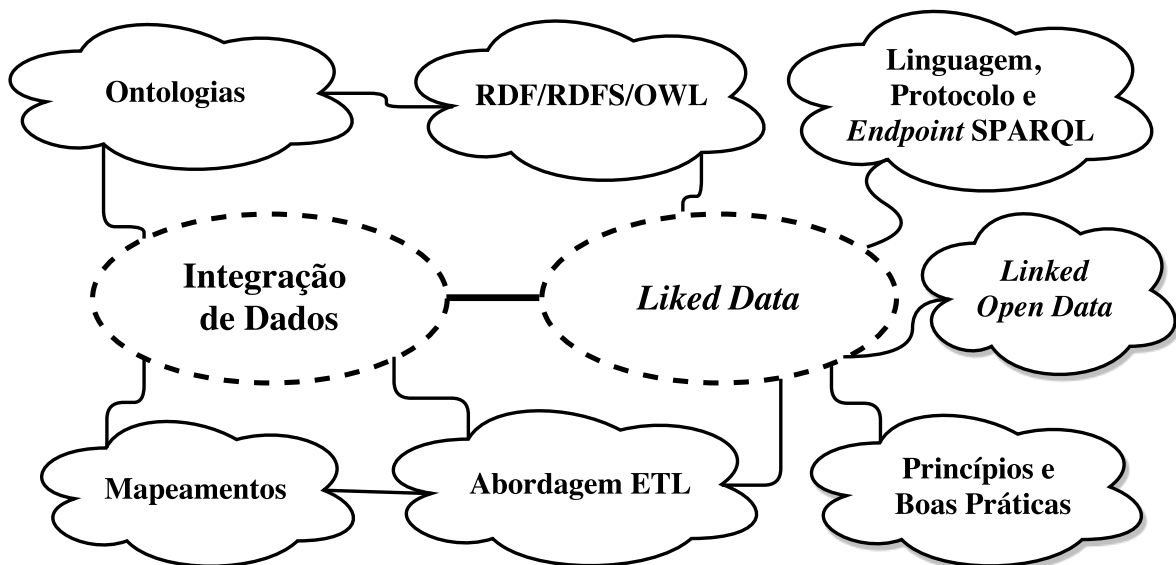 Ontologias
RDF/RDFS/OWL
Linguagem,
Protocolo e
Endpoint SPARQL
Integração
de Dados
Liked Data
Linked
Open Data
Mapeamentos
Abordagem ETL
Princípios e
Boas Práticas